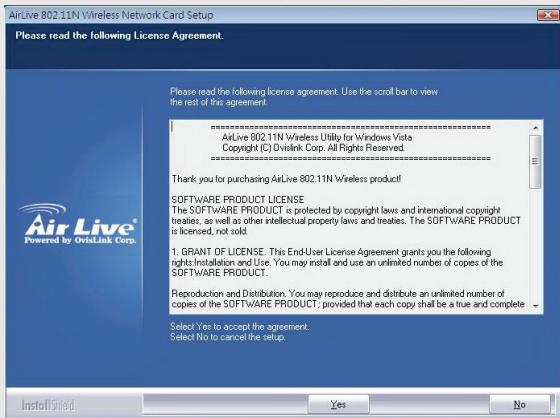 AirLive 802.11N Wireless Network Card Setup
Please read the following License Agreement.
Please read the following license agreement. Use the scroll bar to view
the rest of this agreement.
============================================================
AirLive 802.11N Wireless Utility for Windows Vista
Copyright (C) Ovislink Corp. All Rights Reserved.
============================================================
Thank you for purchasing AirLive 802.11N Wireless product!
SOFTWARE PRODUCT LICENSE
The SOFTWARE PRODUCT is protected by copyright laws and international copyright
treaties, as well as other intellectual property laws and treaties. The SOFTWARE PRODUCT
is licensed, not sold.
1. GRANT OF LICENSE. This End-User License Agreement grants you the following
rights:Installation and Use. You may install and use an unlimited number of copies of the
SOFTWARE PRODUCT.
Reproduction and Distribution. You may reproduce and distribute an unlimited number of
copies of the SOFTWARE PRODUCT; provided that each copy shall be a true and complete
Air Live®
Powered by OvisLink Corp.
Select Yes to accept the agreement.
Select No to cancel the setup.
InstallShield
Yes
No